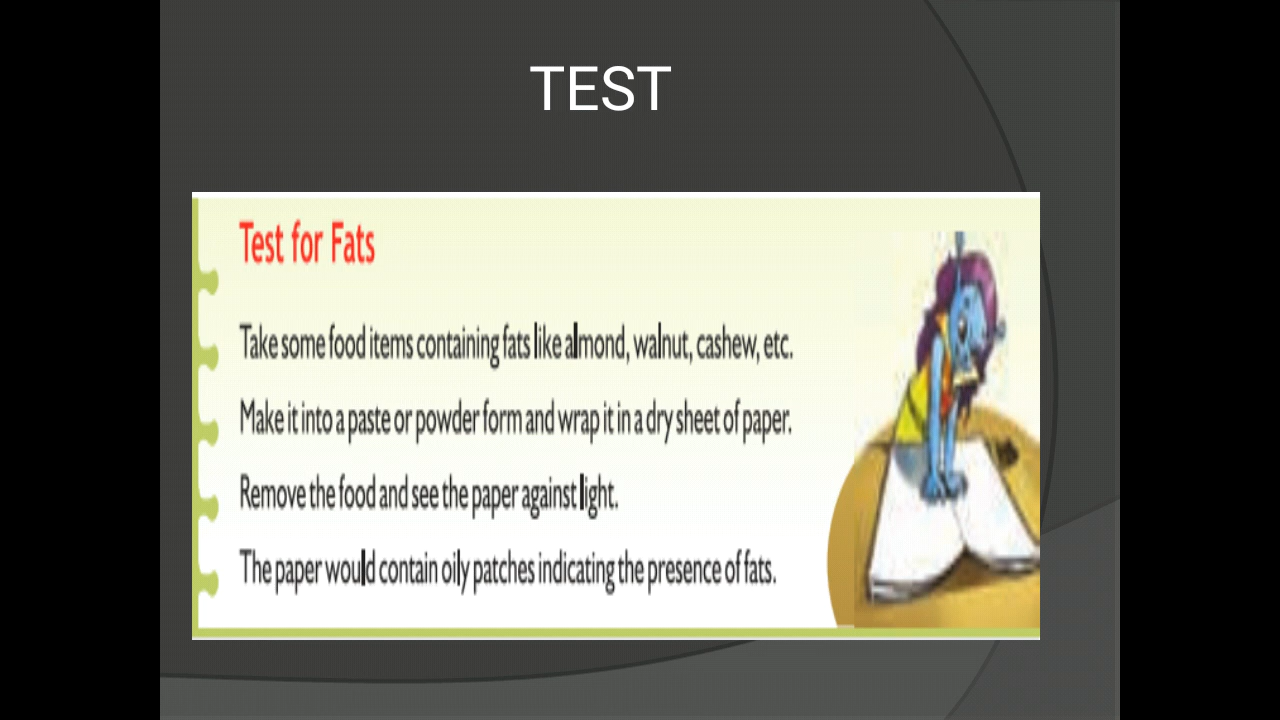 TEST
Test for Fats
Take some food items containing fats like almond, walnut, cashew, etc.
Make it into a paste or powder form and wrap it in a dry sheet of paper.
Remove the food and see the paper against light.
The paper would contain oily patches indicating the presence of fats.